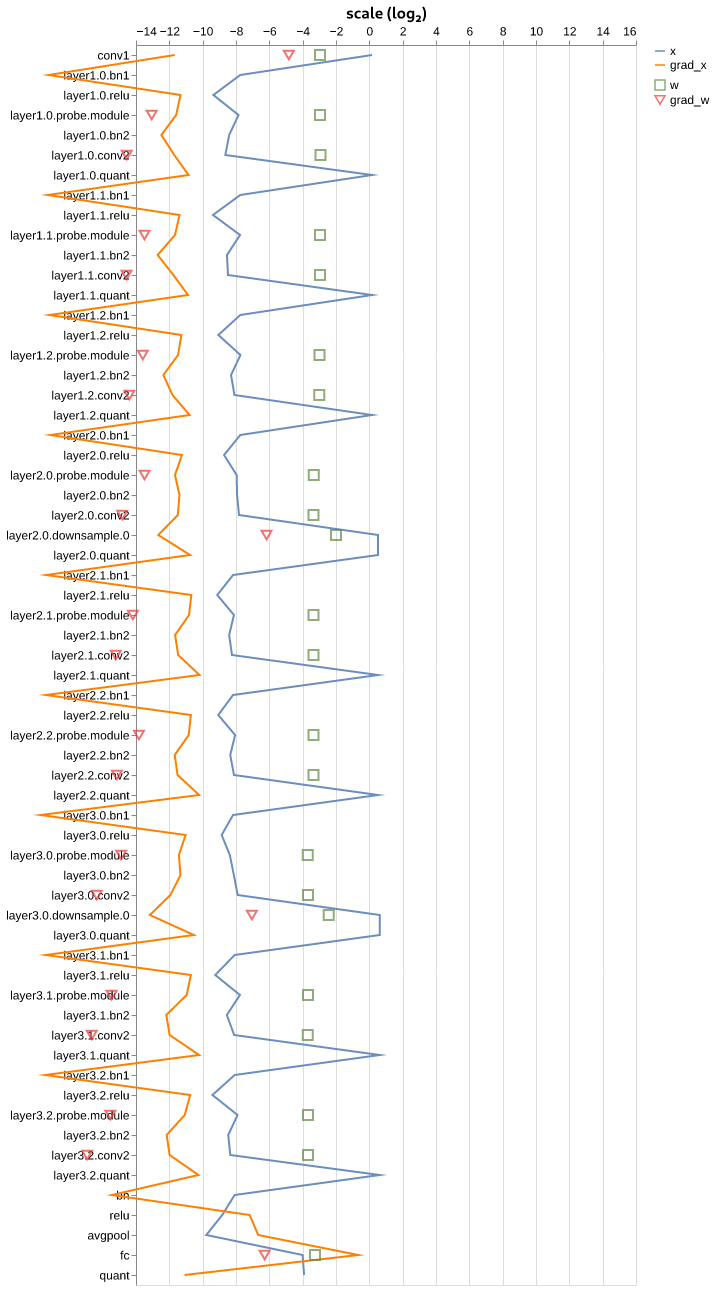 scale (log₂)
−14 −12 −10 −8 −6 −4 −2 0 2 4 6 8 10 12 14 16
x
grad_x
w
grad_w
conv1
layer1.0.bn1
layer1.0.relu
layer1.0.probe.module
layer1.0.bn2
layer1.0.conv2
layer1.0.quant
layer1.1.bn1
layer1.1.relu
layer1.1.probe.module
layer1.1.bn2
layer1.1.conv2
layer1.1.quant
layer1.2.bn1
layer1.2.relu
layer1.2.probe.module
layer1.2.bn2
layer1.2.conv2
layer1.2.quant
layer2.0.bn1
layer2.0.relu
layer2.0.probe.module
layer2.0.bn2
layer2.0.conv2
layer2.0.downsample.0
layer2.0.quant
layer2.1.bn1
layer2.1.relu
layer2.1.probe.module
layer2.1.bn2
layer2.1.conv2
layer2.1.quant
layer2.2.bn1
layer2.2.relu
layer2.2.probe.module
layer2.2.bn2
layer2.2.conv2
layer2.2.quant
layer3.0.bn1
layer3.0.relu
layer3.0.probe.module
layer3.0.bn2
layer3.0.conv2
layer3.0.downsample.0
layer3.0.quant
layer3.1.bn1
layer3.1.relu
layer3.1.probe.module
layer3.1.bn2
layer3.1.conv2
layer3.1.quant
layer3.2.bn1
layer3.2.relu
layer3.2.probe.module
layer3.2.bn2
layer3.2.conv2
layer3.2.quant
bn
relu
avgpool
fc
quant